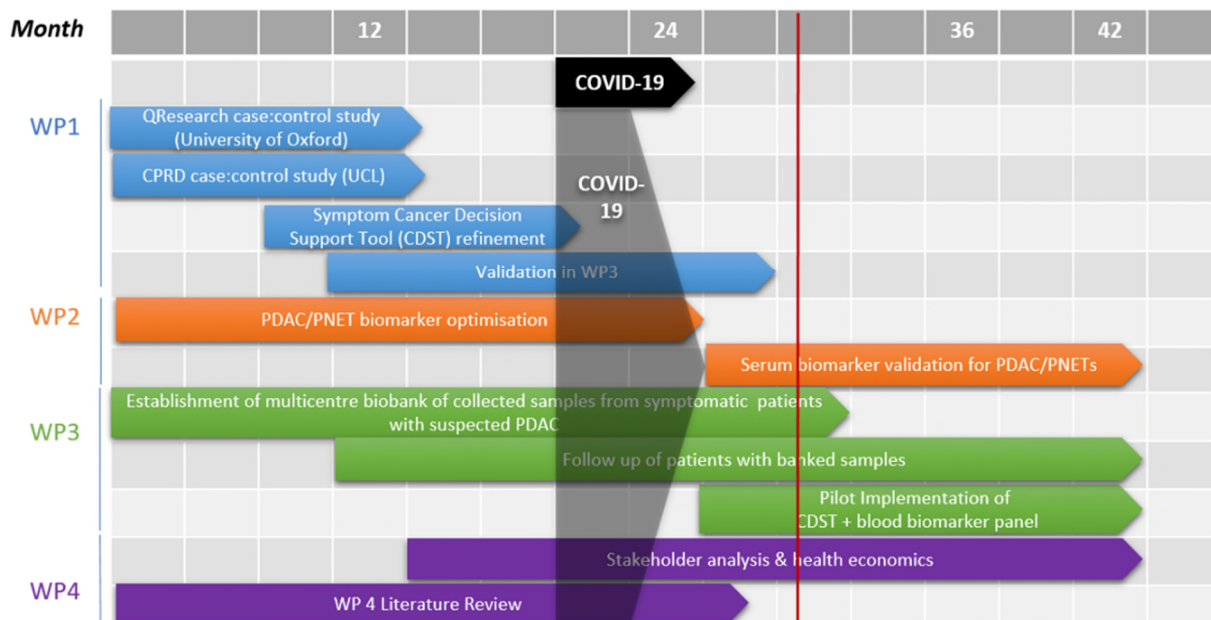 Month 12 24 36 42
COVID-19
WP1
QResearch case:control study
(University of Oxford)
CPRD case:control study (UCL)
COVID-
19
Symptom Cancer Decision
Support Tool (CDST) refinement
Validation in WP3
WP2
PDAC/PNET biomarker optimisation
Serum biomarker validation for PDAC/PNETs
WP3
Establishment of multicentre biobank of collected samples from symptomatic patients
with suspected PDAC
Follow up of patients with banked samples
Pilot Implementation of
CDST + blood biomarker panel
WP4
Stakeholder analysis & health economics
WP 4 Literature Review